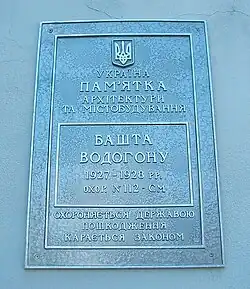 УКРАЇНА
ПАМ'ЯТКА
АРХІТЕКТУРИ
ТА МІСТОБУДУВАННЯ
БАШТА
ВОДОГОНУ
1927-1928 РР.
ОХОР. N 112 - СМ
ОХОРОНЯЄТЬСЯ ДЕРЖАВОЮ
ПОШКОДЖЕННЯ
КАРАЄТЬСЯ ЗАКОНОМ